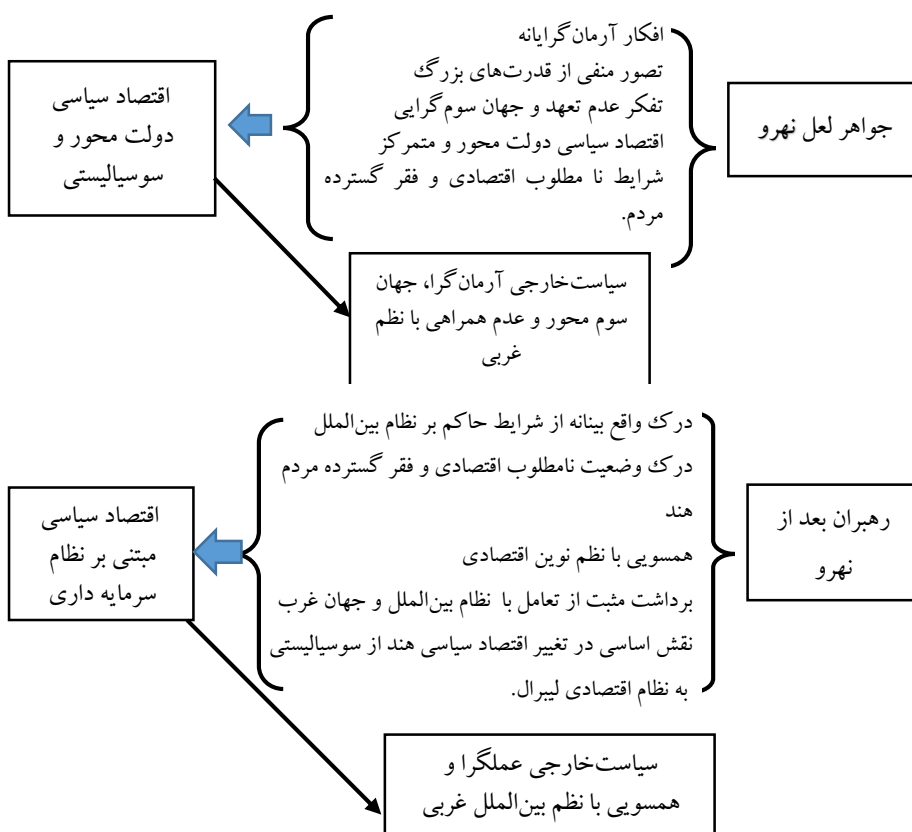 جواهر لعل نهرو
افکار آرمان‌گرایانه
تصور منفی از قدرت‌های بزرگ
تفکر عدم تعهد و جهان سوم‌گرایی
اقتصاد سیاسی دولت محور و متمرکز
شرایط نا مطلوب اقتصادی و فقر گسترده
مردم.
اقتصاد سیاسی
دولت محور و
سوسیالیستی
سیاست‌خارجی آرمان‌گرا، جهان
سوم محور و عدم همراهی با نظم
غربی
رهبران بعد از
نهرو
درک واقع بینانه از شرایط حاکم بر نظام بین‌الملل
درک وضعیت نامطلوب اقتصادی و فقر گسترده مردم
هند
همسویی با نظم نوین اقتصادی
برداشت مثبت از تعامل با نظام بین‌الملل و جهان غرب
نقش اساسی در تغییر اقتصاد سیاسی هند از سوسیالیستی
به نظام اقتصادی لیبرال.
اقتصاد سیاسی
مبتنی بر نظام
سرمایه داری
سیاست‌خارجی عملگرا و
همسویی با نظم بین‌الملل غربی